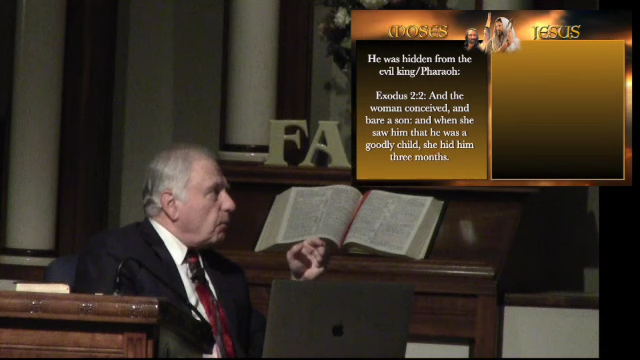 MOSES
JESUS
He was hidden from the
evil king/Pharaoh:
Exodus 2:2: And the
woman conceived, and
bare a son: and when she
saw him that he was a
goodly child, she hid him
three months.
FA